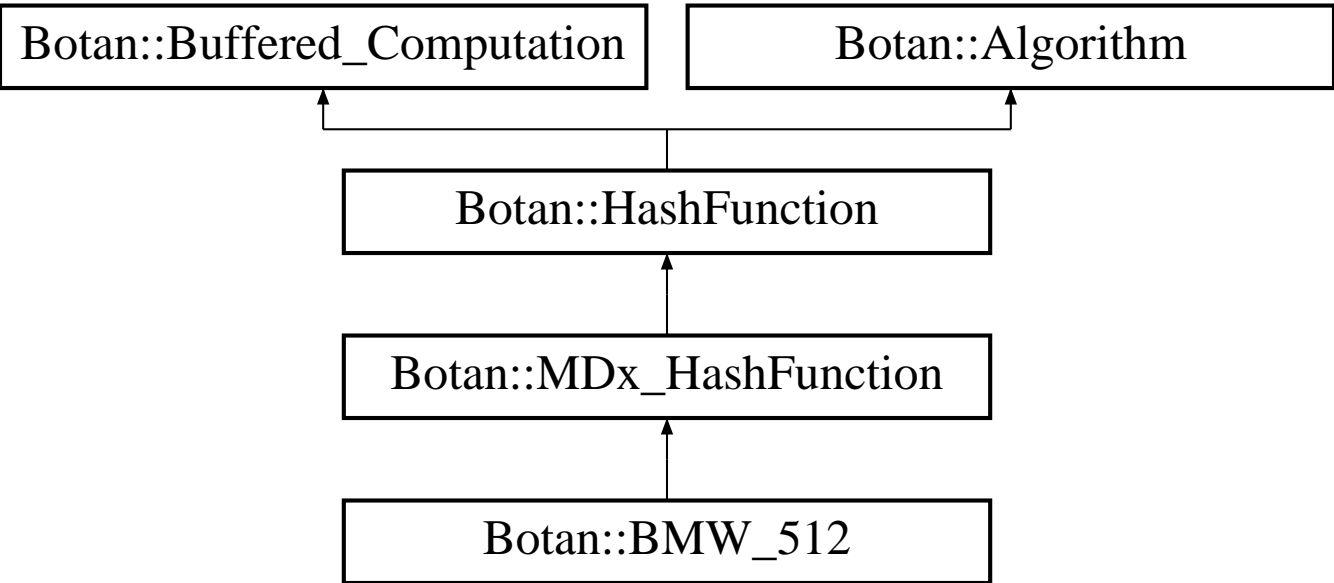 Botan::Buffered_Computation
Botan::Algorithm
Botan::HashFunction
Botan::MDx_HashFunction
Botan::BMW_512